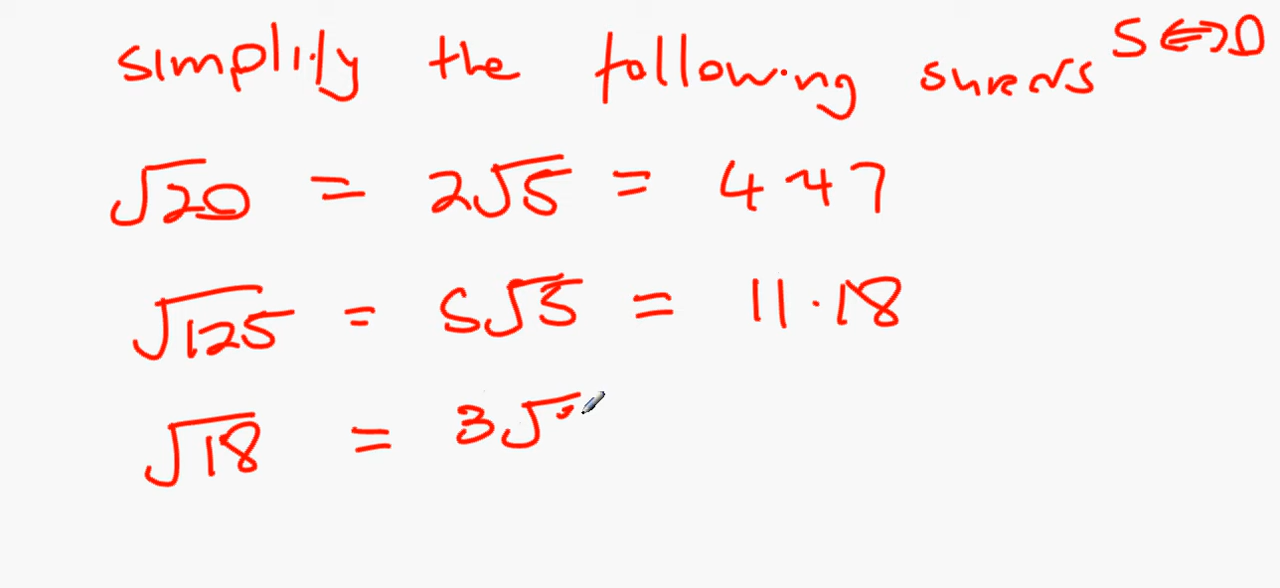 simplify the following surds S⇔D
√20 = 2√5 = 4.47
√125 = 5√5 = 11.18
√18 = 3√